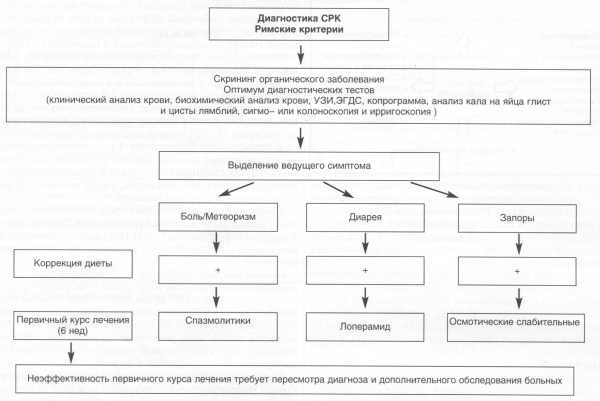 Диагностика СРК
Римские критерии
Скрининг органического заболевания
Оптимум диагностических тестов
(клинический анализ крови, биохимический анализ крови, УЗИ,ЭГДС, копрограмма, анализ кала на яйца глист
и цисты лямблий, сигмо– или колоноскопия и ирригоскопия )
Выделение ведущего симптома
Боль/Метеоризм
Диарея
Запоры
Коррекция диеты
+
+
+
Первичный курс лечения
(6 нед)
Спазмолитики
Лоперамид
Осмотические слабительные
Неэффективность первичного курса лечения требует пересмотра диагноза и дополнительного обследования больных